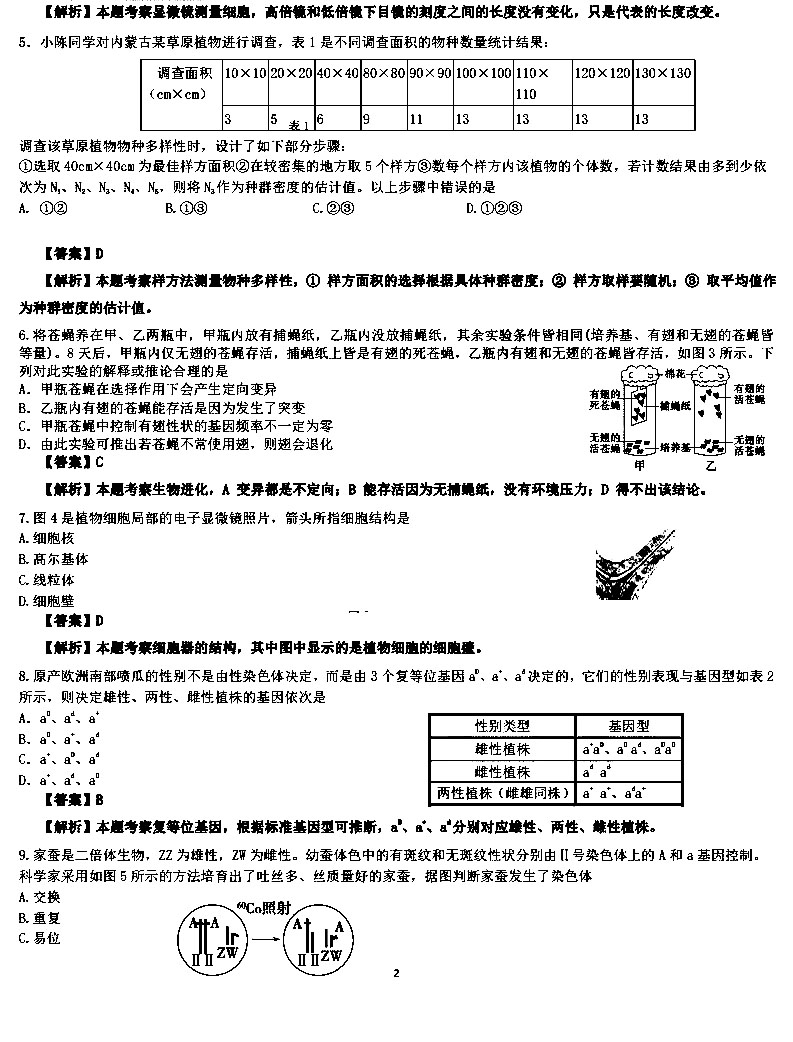 【解析】本题考察显微镜测量细胞，高倍镜和低倍镜下目镜的刻度之间的长度没有变化，只是代表的长度改变。
5. 小陈同学对内蒙古某草原植物进行调查，表 1 是不同调查面积的物种数量统计结果：
调查面积（cm×cm） 10×10 20×20 40×40 80×80 90×90 100×100 110×110 120×120 130×130
3 5 6 9 11 13 13 13 13
表 1
调查该草原植物物种多样性时，设计了如下部分步骤：
①选取 40cm×40cm 为最佳样方面积②在较密集的地方取 5 个样方③数每个样方内该植物的个体数，若计数结果由多到少依
次为 N₁、N₂、N₃、N₄、N₅，则将 N₃作为种群密度的估计值。以上步骤中错误的是
A. ①② B.①③ C.②③ D.①②③
【答案】D
【解析】本题考察样方法测量物种多样性，① 样方面积的选择根据具体种群密度；② 样方取样要随机；③ 取平均值作
为种群密度的估计值。
6.将苍蝇养在甲、乙两瓶中，甲瓶内放有捕蝇纸，乙瓶内没放捕蝇纸，其余实验条件皆相同(培养基、有翅和无翅的苍蝇皆
等量)。8 天后，甲瓶内仅无翅的苍蝇存活，捕蝇纸上皆是有翅的死苍蝇，乙瓶内有翅和无翅的苍蝇皆存活，如图 3 所示。下
列对此实验的解释或推论合理的是
A．甲瓶苍蝇在选择作用下会产生定向变异
B．乙瓶内有翅的苍蝇能存活是因为发生了突变
C．甲瓶苍蝇中控制有翅性状的基因频率不一定为零
D．由此实验可推出若苍蝇不常使用翅，则翅会退化
棉花
有翅的
死苍蝇
捕蝇纸
有翅的
活苍蝇
无翅的
活苍蝇
培养基
无翅的
活苍蝇
甲 乙
【答案】C
【解析】本题考察生物进化，A 变异都是不定向；B 能存活因为无捕蝇纸，没有环境压力；D 得不出该结论。
7.图 4 是植物细胞局部的电子显微镜照片，箭头所指细胞结构是
A.细胞核
B.高尔基体
C.线粒体
D.细胞壁
【答案】D
【解析】本题考察细胞器的结构，其中图中显示的是植物细胞的细胞壁。
8.原产欧洲南部喷瓜的性别不是由性染色体决定，而是由 3 个复等位基因 aᴰ、a⁺、aᵈ决定的，它们的性别表现与基因型如表 2
所示，则决定雄性、两性、雌性植株的基因依次是
A．aᴰ、aᵈ、a⁺
B．aᴰ、a⁺、aᵈ
C．a⁺、aᴰ、aᵈ
D．a⁺、aᵈ、aᴰ
性别类型 基因型
雄性植株 a⁺aᴰ、aᴰ aᵈ、aᴰaᴰ
雌性植株 aᵈ aᵈ
两性植株（雌雄同株） a⁺ a⁺、aᵈa⁺
【答案】B
【解析】本题考察复等位基因，根据标准基因型可推断，aᴰ、a⁺、aᵈ分别对应雄性、两性、雌性植株。
9.家蚕是二倍体生物，ZZ 为雄性，ZW 为雌性。幼蚕体色中的有斑纹和无斑纹性状分别由Ⅱ号染色体上的 A 和 a 基因控制。
科学家采用如图 5 所示的方法培育出了吐丝多、丝质量好的家蚕，据图判断家蚕发生了染色体
A.交换
B.重复
C.易位
⁶⁰Co照射
A A
Ⅱ Ⅱ ZW
A A
Ⅱ Ⅱ ZW
2